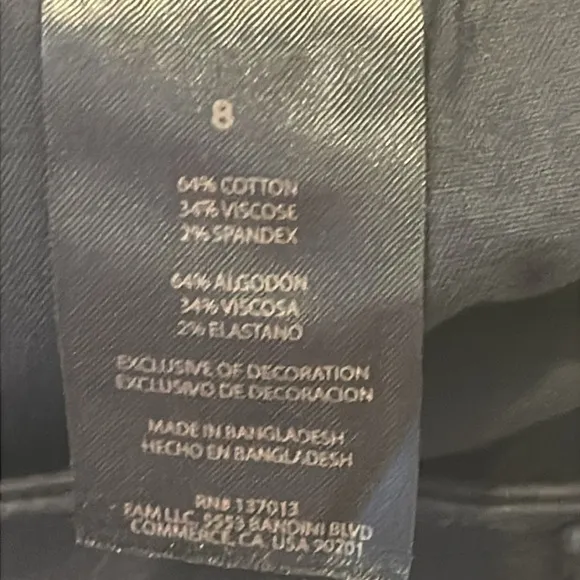 8
64% COTTON
34% VISCOSE
2% SPANDEX
64% ALGODÓN
34% VISCOSA
2% ELASTANO
EXCLUSIVE OF DECORATION
EXCLUSIVO DE DECORACION
MADE IN BANGLADESH
HECHO EN BANGLADESH
RN# 137013
FAM LLC, 5553 BANDINI BLVD
COMMERCE, CA, USA 90201